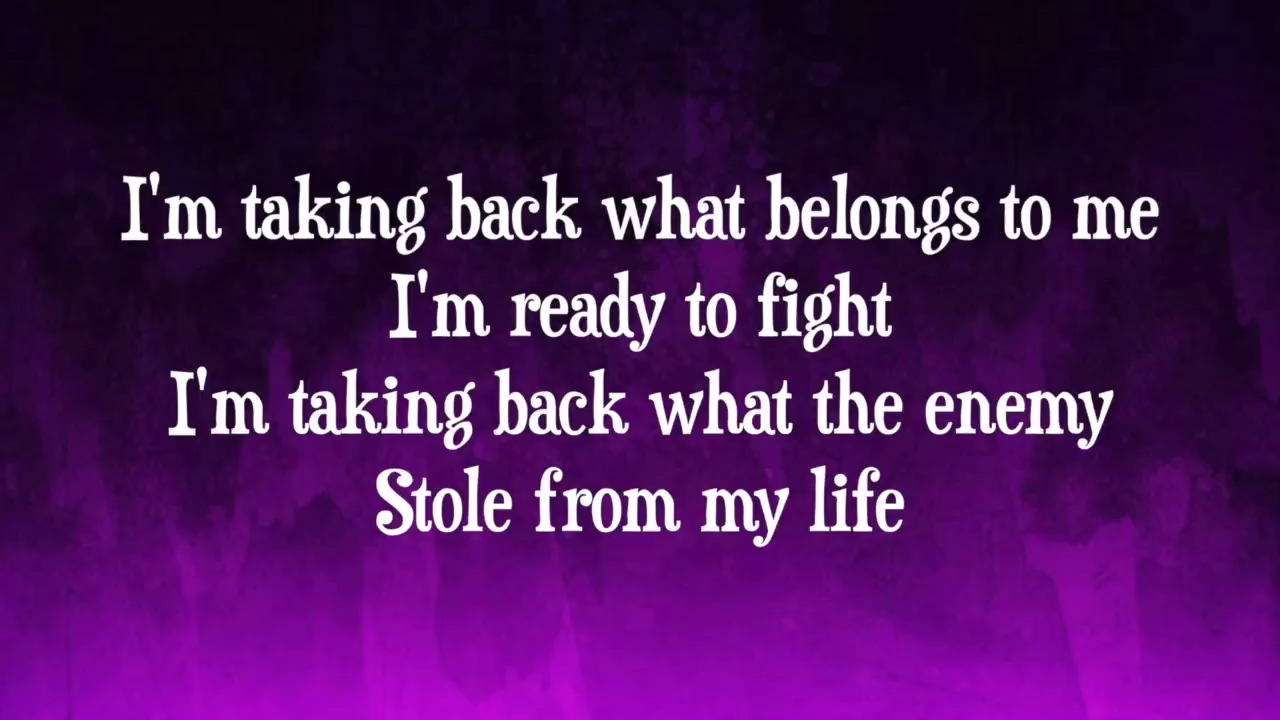 I'm taking back what belongs to me
I'm ready to fight
I'm taking back what the enemy
Stole from my life